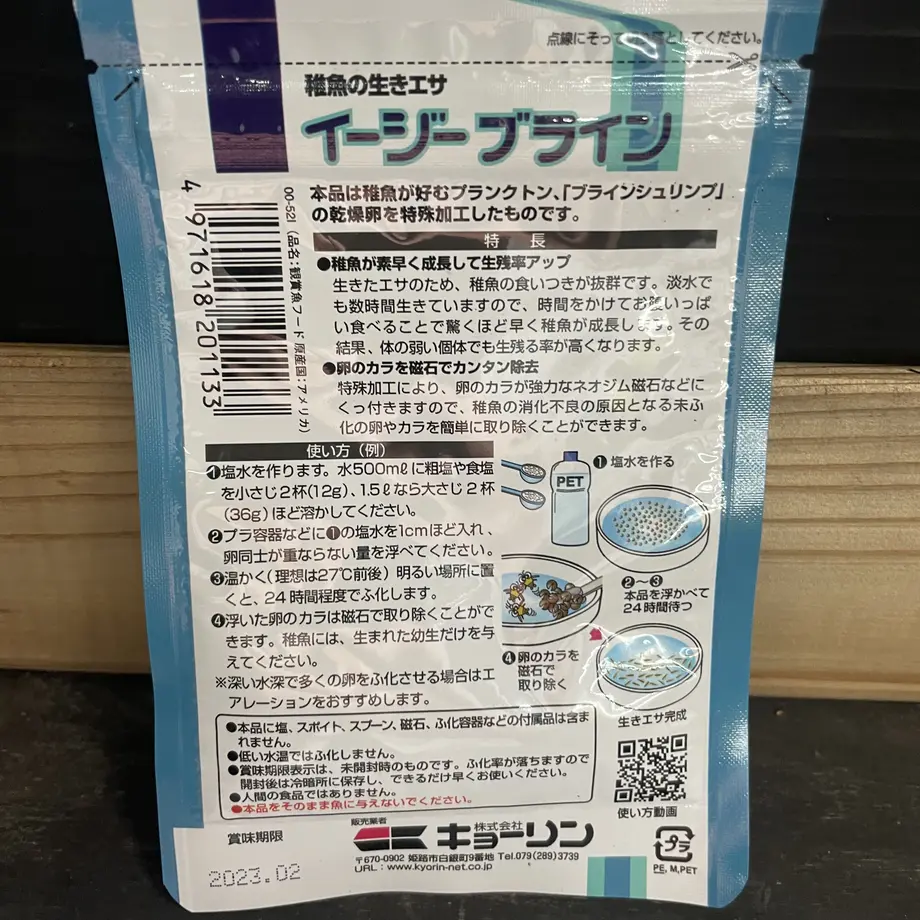 点線にそって 落としてください。
稚魚の生きエサ
イージーブライン
本品は稚魚が好むプランクトン、「ブラインシュリンプ」
の乾燥卵を特殊加工したものです。
4 971618 201133
00-521 (品名:観賞魚フード 原産国:アメリカ)
特 長
●稚魚が素早く成長して生残率アップ
生きたエサのため、稚魚の食いつきが抜群です。淡水で
も数時間生きていますので、時間をかけてお腹いっぱ
い食べることで驚くほど早く稚魚が成長します。その
結果、体の弱い個体でも生残る率が高くなります。
●卵のカラを磁石でカンタン除去
特殊加工により、卵のカラが強力なネオジム磁石などに
くっ付きますので、稚魚の消化不良の原因となる未ふ
化の卵やカラを簡単に取り除くことができます。
使い方(例)
❶塩水を作ります。水500mlに粗塩や食塩
を小さじ2杯(12g)、1.5lなら大さじ2杯
(36g)ほど溶かしてください。
❷プラ容器などに❶の塩水を1cmほど入れ、
卵同士が重ならない量を浮べてください。
❸温かく(理想は27℃前後)明るい場所に置
くと、24時間程度でふ化します。
❹浮いた卵のカラは磁石で取り除くことがで
きます。稚魚には、生まれた幼生だけを与
えてください。
※深い水深で多くの卵をふ化させる場合はエ
アレーションをおすすめします。
❶塩水を作る
PET
❷〜❸
本品を浮かべて
24時間待つ
❹卵のカラを
磁石で
取り除く
生きエサ完成
使い方動画
●本品に塩、スポイト、スプーン、磁石、ふ化容器などの付属品は含ま
れません。
●低い水温ではふ化しません。
●賞味期限表示は、未開封時のものです。ふ化率が落ちますので
開封後は冷暗所に保存し、できるだけ早くお使いください。
●人間の食品ではありません。
●本品をそのまま魚に与えないでください。
賞味期限
2023.02
販売業者
株式会社
キョーリン
〒670-0902 姫路市白銀町9番地 Tel.079(289)3739
URL:www.kyorin-net.co.jp
プラ
PE, M,PET